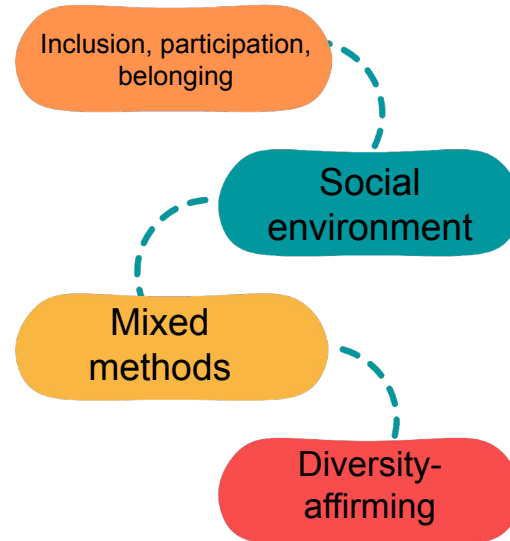 Inclusion, participation,
belonging
Social
environment
Mixed
methods
Diversity-
affirming